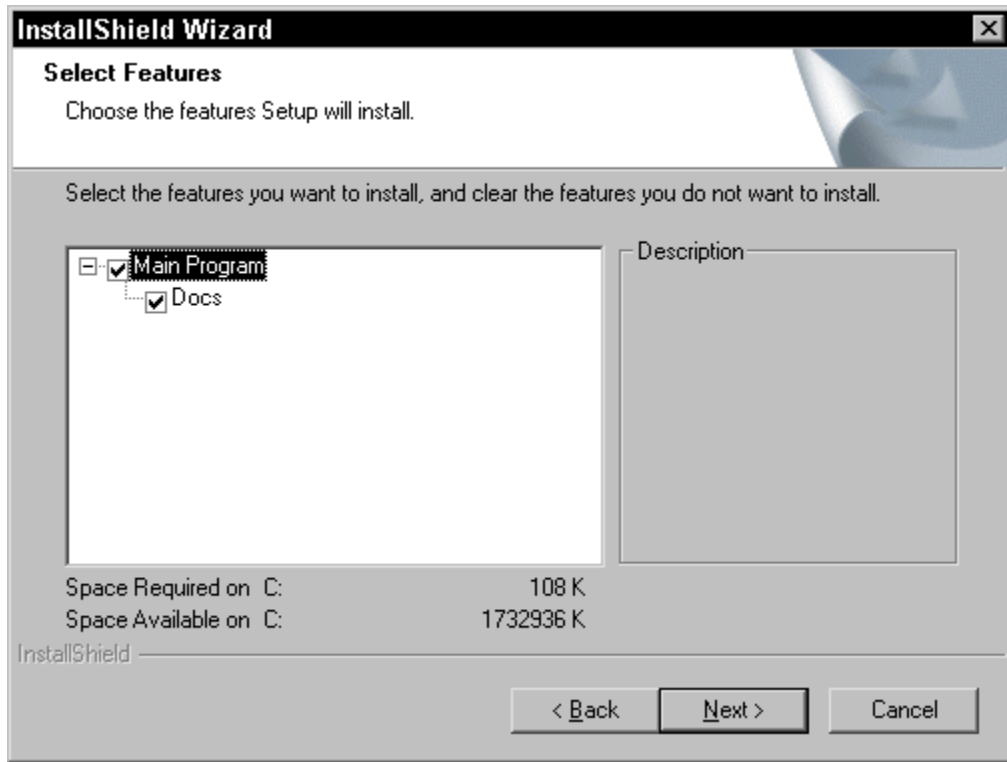 InstallShield Wizard
Select Features
Choose the features Setup will install.
Select the features you want to install, and clear the features you do not want to install.
Main Program
Docs
Description
Space Required on C: 108 K
Space Available on C: 1732936 K
InstallShield
< Back Next > Cancel